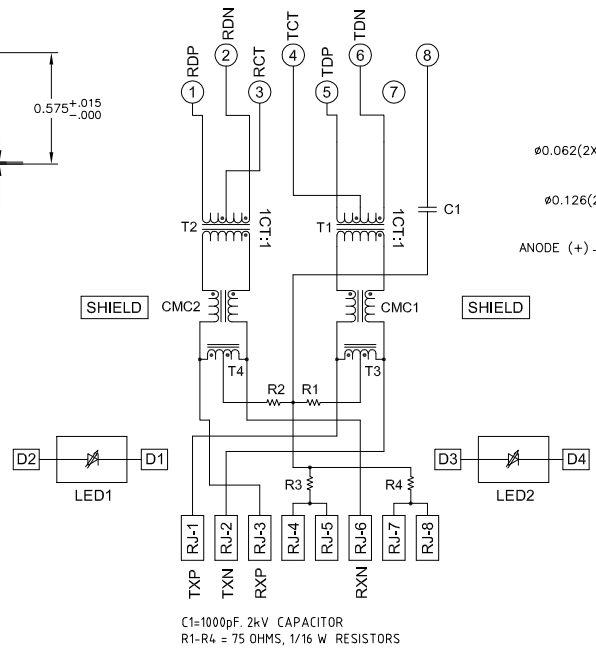 RDP
RDN
RCT
TCT
TDP
TDN
1
2
3
4
5
6
7
8
0.575+.015
-.000
ø0.062(2X
ø0.126(2
ANODE (+)
T2
1CT:1
T1
1CT:1
C1
SHIELD
CMC2
CMC1
SHIELD
T4
T3
R2
R1
D2
D1
LED1
R3
R4
D3
D4
LED2
RJ-1
RJ-2
RJ-3
RJ-4
RJ-5
RJ-6
RJ-7
RJ-8
TXP
TXN
RXP
RXN
C1=1000pF. 2kV CAPACITOR
R1-R4 = 75 OHMS, 1/16 W RESISTORS